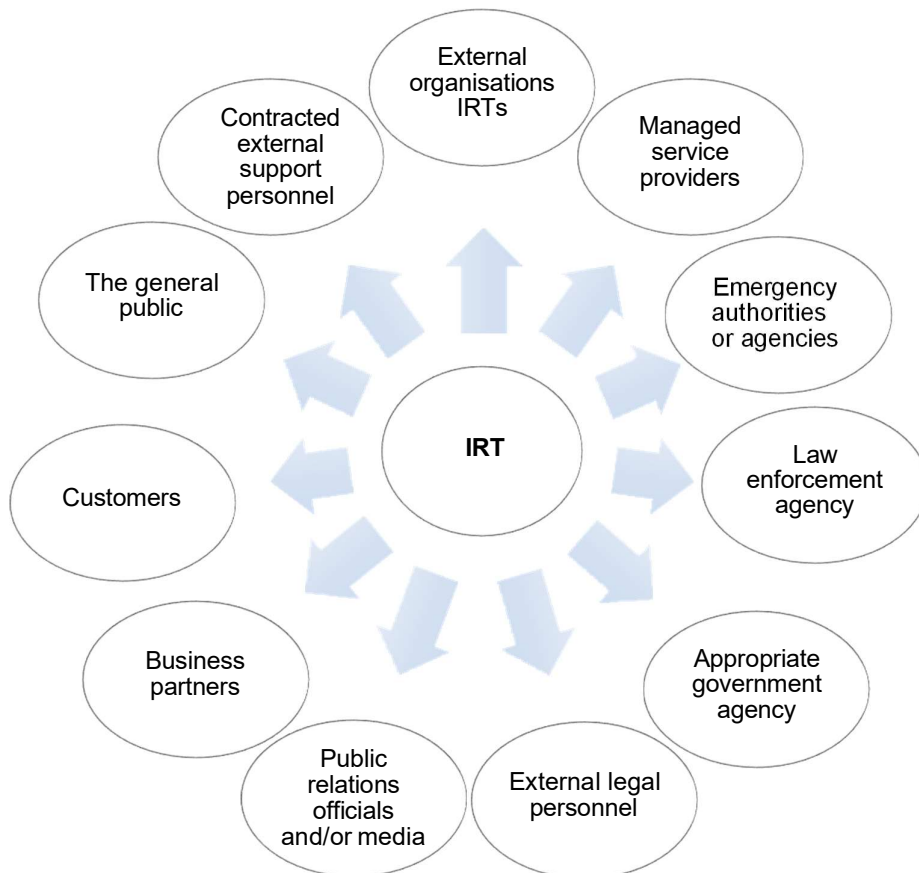 External
organisations
IRTs
Managed
service
providers
Emergency
authorities
or agencies
Law
enforcement
agency
Appropriate
government
agency
External legal
personnel
Public
relations
officials
and/or media
Business
partners
Customers
The general
public
Contracted
external
support
personnel
IRT